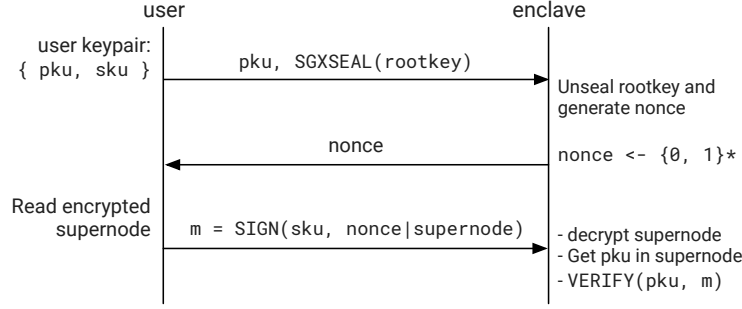 user
enclave
user keypair:
{ pku, sku }
pku, SGXSEAL(rootkey)
Unseal rootkey and
generate nonce
nonce
nonce <- {0, 1}*
Read encrypted
supernode
m = SIGN(sku, nonce|supernode)
- decrypt supernode
- Get pku in supernode
- VERIFY(pku, m)